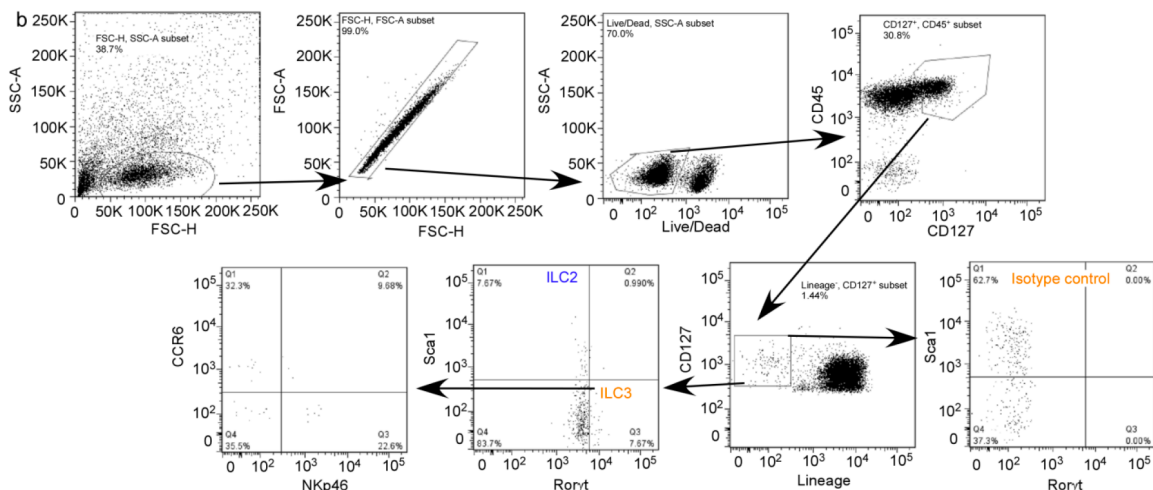 b
250K
200K
150K
100K
50K
0
SSC-A
FSC-H, SSC-A subset
38.7%
0 50K 100K 150K 200K 250K
FSC-H
250K
200K
150K
100K
50K
0
FSC-A
FSC-H, FSC-A subset
99.0%
0 50K 100K 150K 200K 250K
FSC-H
250K
200K
150K
100K
50K
0
SSC-A
Live/Dead, SSC-A subset
70.0%
10² 10³ 10⁴ 10⁵
Live/Dead
10⁵
10⁴
10³
10²
0
CD45
CD127⁺, CD45⁺ subset
30.8%
0 10² 10³ 10⁴ 10⁵
CD127
10⁵
10⁴
10³
10²
0
CCR6
Q1
32.3%
Q2
9.68%
Q4
35.5%
Q3
22.6%
0 10² 10³ 10⁴ 10⁵
NKp46
10⁵
10⁴
10³
10²
0
Sca1
Q1
7.67%
ILC2
Q2
0.990%
ILC3
Q4
83.7%
Q3
7.67%
0 10² 10³ 10⁴ 10⁵
Rorγt
10⁵
10⁴
10³
10²
0
CD127
Lineage⁻, CD127⁺ subset
1.44%
0 10² 10³ 10⁴ 10⁵
Lineage
10⁵
10⁴
10³
10²
0
Sca1
Q1
62.7%
Isotype control
Q2
0.00%
Q4
37.3%
Q3
0.00%
0 10² 10³ 10⁴ 10⁵
Rorγt